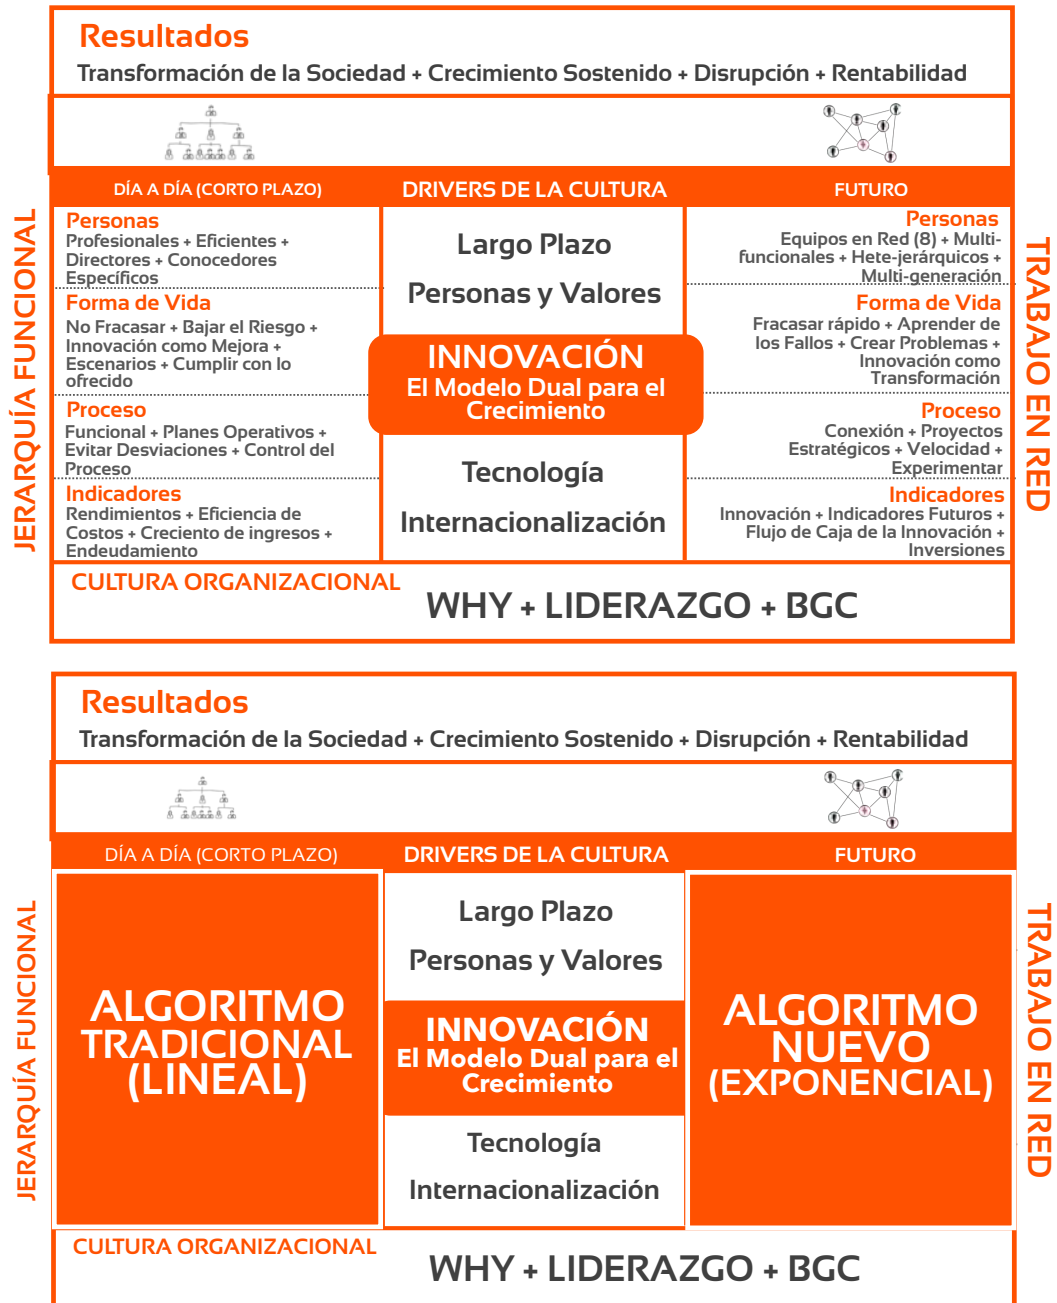 Resultados
Transformación de la Sociedad + Crecimiento Sostenido + Disrupción + Rentabilidad
JERARQUÍA FUNCIONAL
DÍA A DÍA (CORTO PLAZO)
Personas
Profesionales + Eficientes +
Directores + Conocedores
Específicos
Forma de Vida
No Fracasar + Bajar el Riesgo +
Innovación como Mejora +
Escenarios + Cumplir con lo
ofrecido
Proceso
Funcional + Planes Operativos +
Evitar Desviaciones + Control del
Proceso
Indicadores
Rendimientos + Eficiencia de
Costos + Creciento de ingresos +
Endeudamiento
DRIVERS DE LA CULTURA
Largo Plazo
Personas y Valores
INNOVACIÓN
El Modelo Dual para el
Crecimiento
Tecnología
Internacionalización
FUTURO
Personas
Equipos en Red (8) + Multi-
funcionales + Hete-jerárquicos +
Multi-generación
Forma de Vida
Fracasar rápido + Aprender de
los Fallos + Crear Problemas +
Innovación como
Transformación
Proceso
Conexión + Proyectos
Estratégicos + Velocidad +
Experimentar
Indicadores
Innovación + Indicadores Futuros +
Flujo de Caja de la Innovación +
Inversiones
TRABAJO EN RED
CULTURA ORGANIZACIONAL
WHY + LIDERAZGO + BGC
Resultados
Transformación de la Sociedad + Crecimiento Sostenido + Disrupción + Rentabilidad
JERARQUÍA FUNCIONAL
DÍA A DÍA (CORTO PLAZO)
ALGORITMO
TRADICIONAL
(LINEAL)
DRIVERS DE LA CULTURA
Largo Plazo
Personas y Valores
INNOVACIÓN
El Modelo Dual para el
Crecimiento
Tecnología
Internacionalización
FUTURO
ALGORITMO
NUEVO
(EXPONENCIAL)
TRABAJO EN RED
CULTURA ORGANIZACIONAL
WHY + LIDERAZGO + BGC